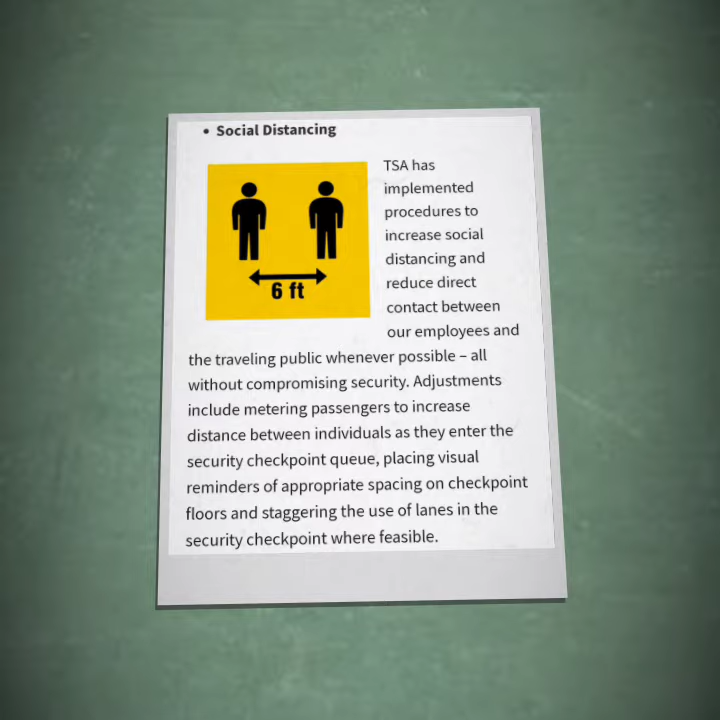 • Social Distancing
6 ft
TSA has
implemented
procedures to
increase social
distancing and
reduce direct
contact between
our employees and
the traveling public whenever possible – all
without compromising security. Adjustments
include metering passengers to increase
distance between individuals as they enter the
security checkpoint queue, placing visual
reminders of appropriate spacing on checkpoint
floors and staggering the use of lanes in the
security checkpoint where feasible.